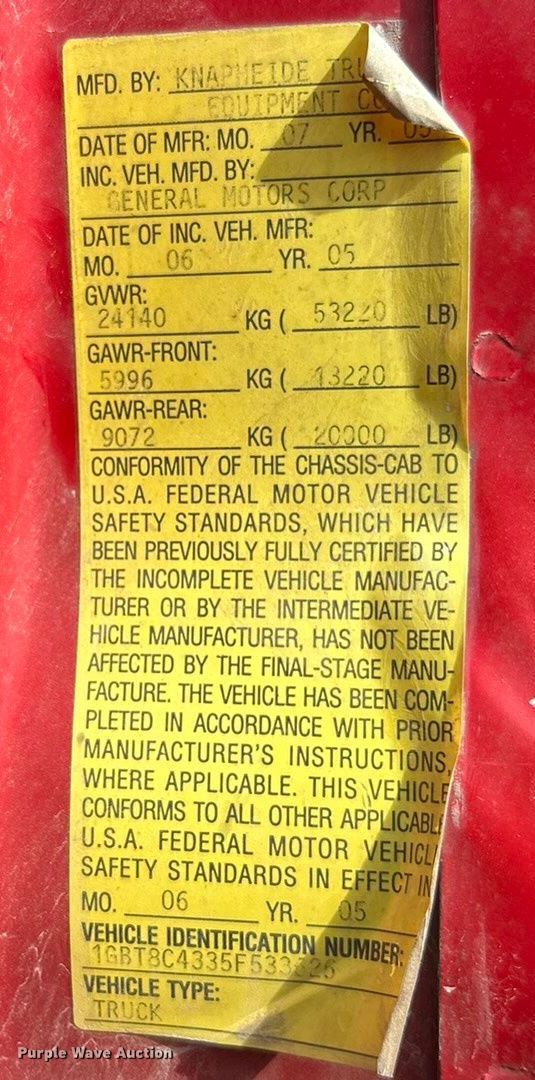 MFD. BY: KNAPHEIDE
EQUIPMENT
DATE OF MFR: MO. 07 YR. 05
INC. VEH. MFD. BY:
GENERAL MOTORS CORP
DATE OF INC. VEH. MFR:
MO. 06 YR. 05
GVWR:
24140 KG ( 53220 LB)
GAWR-FRONT:
5996 KG ( 13220 LB)
GAWR-REAR:
9072 KG ( 20000 LB)
CONFORMITY OF THE CHASSIS-CAB TO
U.S.A. FEDERAL MOTOR VEHICLE
SAFETY STANDARDS, WHICH HAVE
BEEN PREVIOUSLY FULLY CERTIFIED BY
THE INCOMPLETE VEHICLE MANUFAC-
TURER OR BY THE INTERMEDIATE VE-
HICLE MANUFACTURER, HAS NOT BEEN
AFFECTED BY THE FINAL-STAGE MANU-
FACTURE. THE VEHICLE HAS BEEN COM-
PLETED IN ACCORDANCE WITH PRIOR
MANUFACTURER'S INSTRUCTIONS,
WHERE APPLICABLE. THIS VEHICLE
CONFORMS TO ALL OTHER APPLICABLE
U.S.A. FEDERAL MOTOR VEHICL
SAFETY STANDARDS IN EFFECT IN
MO. 06 YR. 05
VEHICLE IDENTIFICATION NUMBER:
VEHICLE TYPE:
TRUCK
Purple Wave Auction